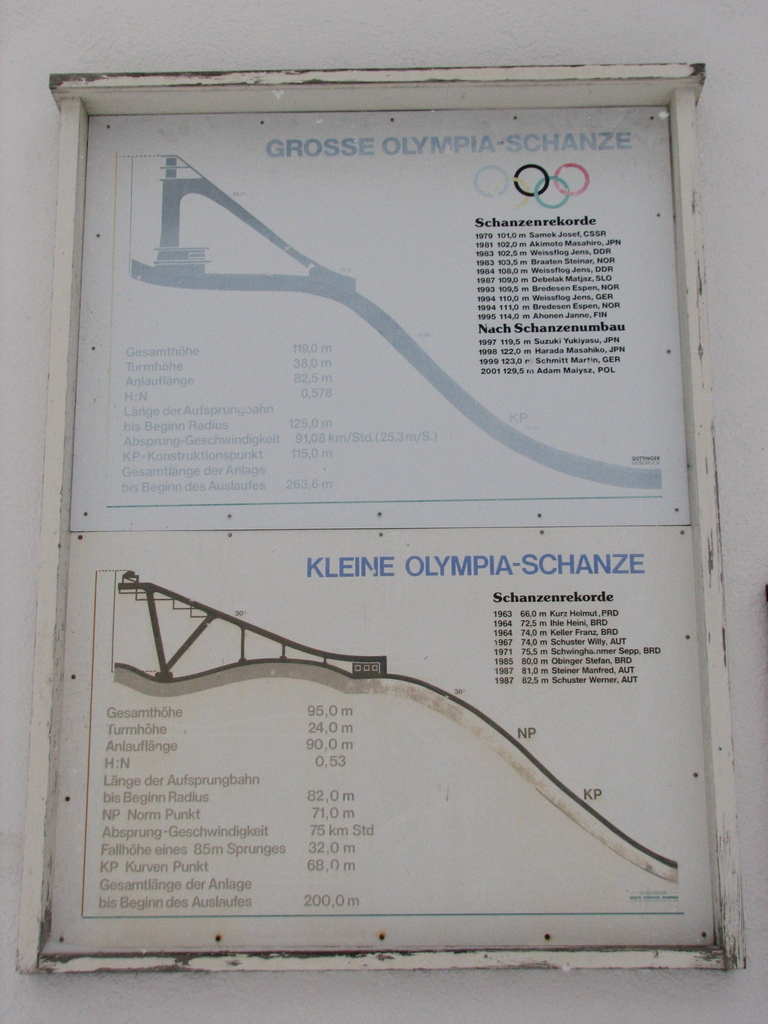 GROSSE OLYMPIA-SCHANZE
Schanzenrekorde
1979 101,0 m Samek Josef, CSSR
1981 102,0 m Akimoto Masahiro, JPN
1983 102,5 m Weissflog Jens, DDR
1983 103,5 m Braaten Steinar, NOR
1984 108,0 m Weissflog Jens, DDR
1987 109,0 m Debelak Matjaz, SLO
1993 109,5 m Bredesen Espen, NOR
1994 110,0 m Weissflog Jens, GER
1994 111,0 m Bredesen Espen, NOR
1995 114,0 m Ahonen Janne, FIN
Nach Schanzenumbau
1997 119,5 m Suzuki Yukiyasu, JPN
1998 122,0 m Harada Masahiko, JPN
1999 123,0 m Schmitt Martin, GER
2001 129,5 m Adam Malysz, POL
Gesamthöhe 119,0 m
Turmhöhe 38,0 m
Anlauflänge 82,5 m
H:N 0,578
Länge der Aufsprungbahn
bis Beginn Radius 125,0 m
Absprung-Geschwindigkeit 91,08 km/Std.(25,3m/S.)
KP-Konstruktionspunkt 115,0 m
Gesamtlänge der Anlage
bis Beginn des Auslaufes 263,6 m
KP
KLEINE OLYMPIA-SCHANZE
Schanzenrekorde
1963 66,0 m Kurz Helmut, PRD
1964 72,5 m Ihle Heini, BRD
1964 74,0 m Keller Franz, BRD
1967 74,0 m Schuster Willy, AUT
1971 75,5 m Schwinghammer Sepp, BRD
1985 80,0 m Obinger Stefan, BRD
1987 81,0 m Steiner Manfred, AUT
1987 82,5 m Schuster Werner, AUT
30°
36°
NP
KP
Gesamthöhe 95,0 m
Turmhöhe 24,0 m
Anlauflänge 90,0 m
H:N 0,53
Länge der Aufsprungbahn
bis Beginn Radius 82,0 m
NP Norm Punkt 71,0 m
Absprung-Geschwindigkeit 75 km Std
Fallhöhe eines 85m Sprunges 32,0 m
KP Kurven Punkt 68,0 m
Gesamtlänge der Anlage
bis Beginn des Auslaufes 200,0 m